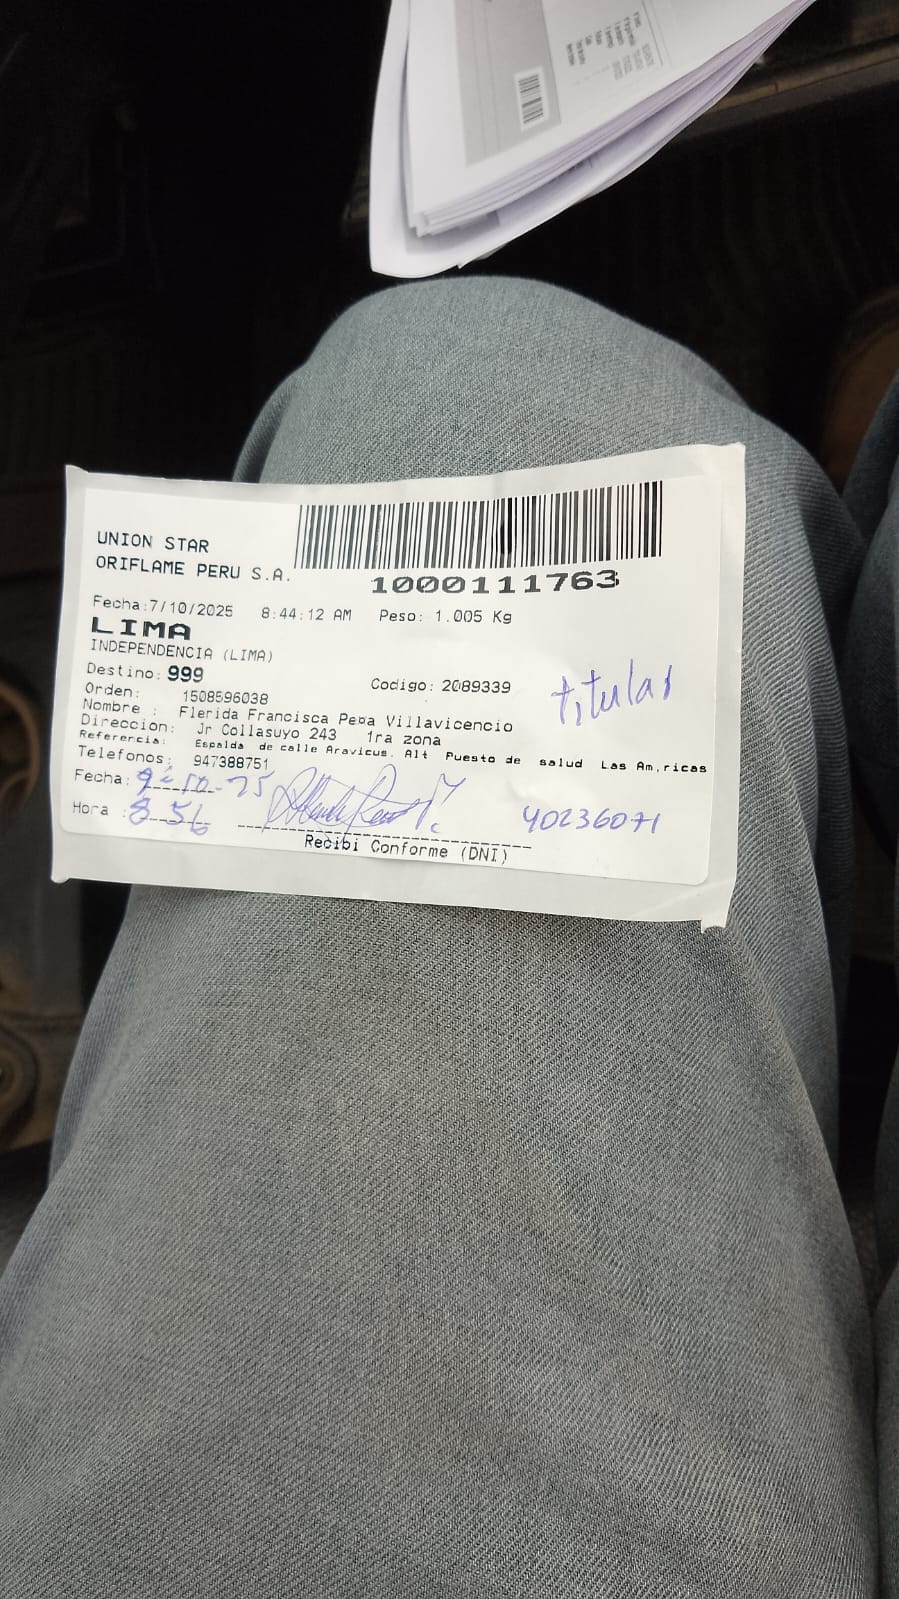 UNION STAR
ORIFLAME PERU S.A.
1000111763
Fecha:7/10/2025 8:44:12 AM Peso: 1.005 Kg
LIMA
INDEPENDENCIA (LIMA)
Destino: 999
Codigo: 2089339
titular
Orden: 1508596038
Nombre : Flerida Francisca Pepa Villavicencio
Direccion: Jr Collasuyo 243 1ra zona
Referencia: Espalda de calle Aravicus. Alt Puesto de salud Las Am,ricas
Telefonos: 947388751
Fecha: 9-10-25
Hora : 8 56
40236071
Recibi Conforme (DNI)